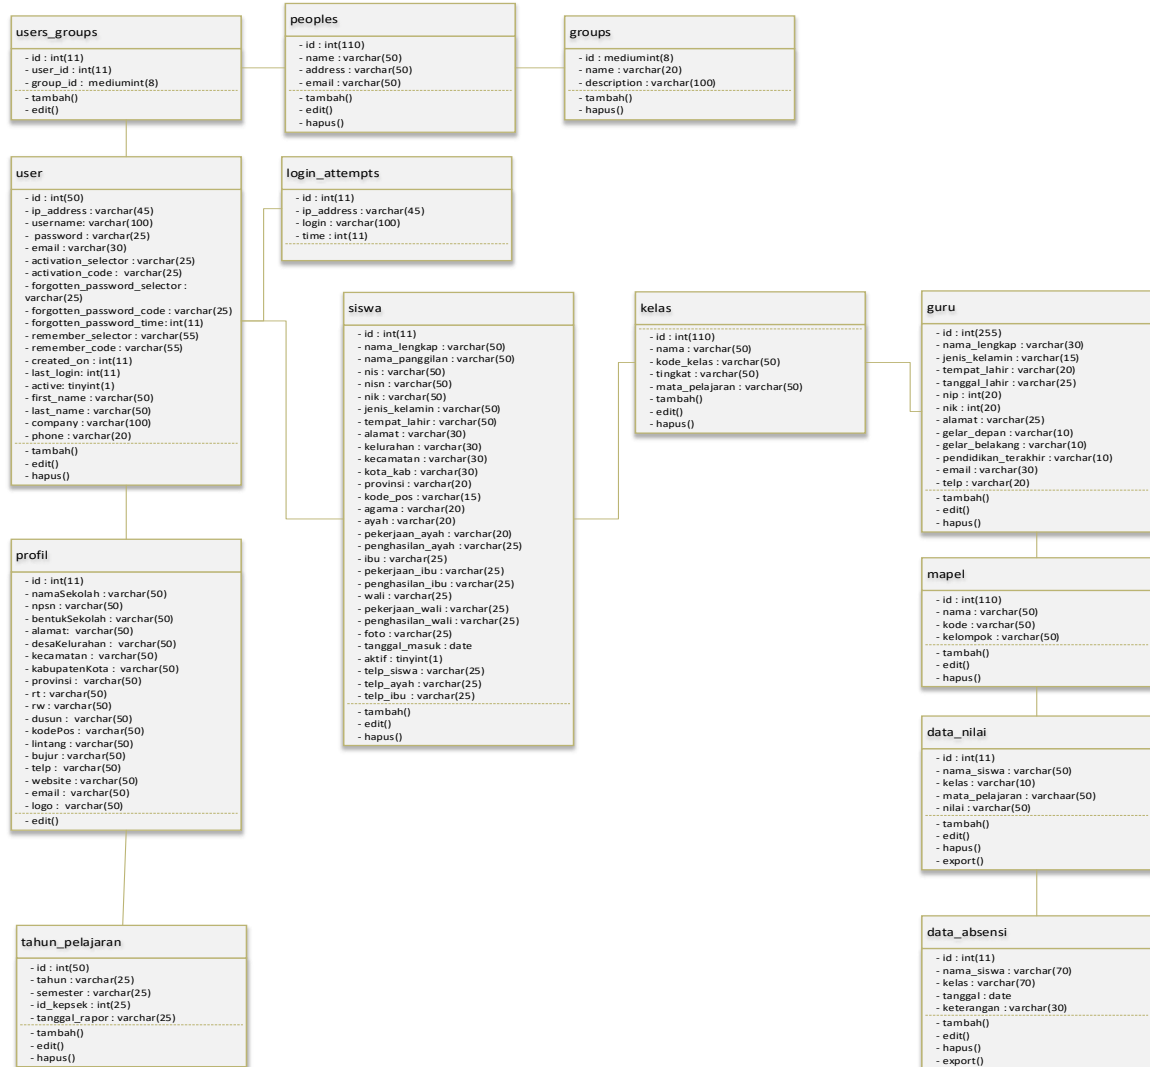 users_groups
- id : int(11)
- user_id : int(11)
- group_id : mediumint(8)
- tambah()
- edit()
peoples
- id : int(110)
- name : varchar(50)
- address : varchar(50)
- email : varchar(50)
- tambah()
- edit()
- hapus()
groups
- id : mediumint(8)
- name : varchar(20)
- description : varchar(100)
- tambah()
- hapus()
user
- id : int(50)
- ip_address : varchar(45)
- username: varchar(100)
- password : varchar(25)
- email : varchar(30)
- activation_selector : varchar(25)
- activation_code : varchar(25)
- forgotten_password_selector :
varchar(25)
- forgotten_password_code : varchar(25)
- forgotten_password_time: int(11)
- remember_selector : varchar(55)
- remember_code : varchar(55)
- created_on : int(11)
- last_login: int(11)
- active: tinyint(1)
- first_name : varchar(50)
- last_name : varchar(50)
- company : varchar(100)
- phone : varchar(20)
- tambah()
- edit()
- hapus()
login_attempts
- id : int(11)
- ip_address : varchar(45)
- login : varchar(100)
- time : int(11)
siswa
- id : int(11)
- nama_lengkap : varchar(50)
- nama_panggilan : varchar(50)
- nis : varchar(50)
- nisn : varchar(50)
- nik : varchar(50)
- jenis_kelamin : varchar(50)
- tempat_lahir : varchar(50)
- alamat : varchar(30)
- kelurahan : varchar(30)
- kecamatan : varchar(30)
- kota_kab : varchar(30)
- provinsi : varchar(20)
- kode_pos : varchar(15)
- agama : varchar(20)
- ayah : varchar(20)
- pekerjaan_ayah : varchar(20)
- penghasilan_ayah : varchar(25)
- ibu : varchar(25)
- pekerjaan_ibu : varchar(25)
- penghasilan_ibu : varchar(25)
- wali : varchar(25)
- pekerjaan_wali : varchar(25)
- penghasilan_wali : varchar(25)
- foto : varchar(25)
- tanggal_masuk : date
- aktif : tinyint(1)
- telp_siswa : varchar(25)
- telp_ayah : varchar(25)
- telp_ibu : varchar(25)
- tambah()
- edit()
- hapus()
kelas
- id : int(110)
- nama : varchar(50)
- kode_kelas : varchar(50)
- tingkat : varchar(50)
- mata_pelajaran : varchar(50)
- tambah()
- edit()
- hapus()
guru
- id : int(255)
- nama_lengkap : varchar(30)
- jenis_kelamin : varchar(15)
- tempat_lahir : varchar(20)
- tanggal_lahir : varchar(25)
- nip : int(20)
- nik : int(20)
- alamat : varchar(25)
- gelar_depan : varchar(10)
- gelar_belakang : varchar(10)
- pendidikan_terakhir : varchar(10)
- email : varchar(30)
- telp : varchar(20)
- tambah()
- edit()
- hapus()
profil
- id : int(11)
- namaSekolah : varchar(50)
- npsn : varchar(50)
- bentukSekolah : varchar(50)
- alamat: varchar(50)
- desaKelurahan : varchar(50)
- kecamatan : varchar(50)
- kabupatenKota : varchar(50)
- provinsi : varchar(50)
- rt : varchar(50)
- rw : varchar(50)
- dusun : varchar(50)
- kodePos : varchar(50)
- lintang : varchar(50)
- bujur : varchar(50)
- telp : varchar(50)
- website : varchar(50)
- email : varchar(50)
- logo : varchar(50)
- edit()
mapel
- id : int(110)
- nama : varchar(50)
- kode : varchar(50)
- kelompok : varchar(50)
- tambah()
- edit()
- hapus()
data_nilai
- id : int(11)
- nama_siswa : varchar(50)
- kelas : varchar(10)
- mata_pelajaran : varchaar(50)
- nilai : varchar(50)
- tambah()
- edit()
- hapus()
- export()
tahun_pelajaran
- id : int(50)
- tahun : varchar(25)
- semester : varchar(25)
- id_kepsek : int(25)
- tanggal_rapor : varchar(25)
- tambah()
- edit()
- hapus()
data_absensi
- id : int(11)
- nama_siswa : varchar(70)
- kelas : varchar(70)
- tanggal : date
- keterangan : varchar(30)
- tambah()
- edit()
- hapus()
- export()